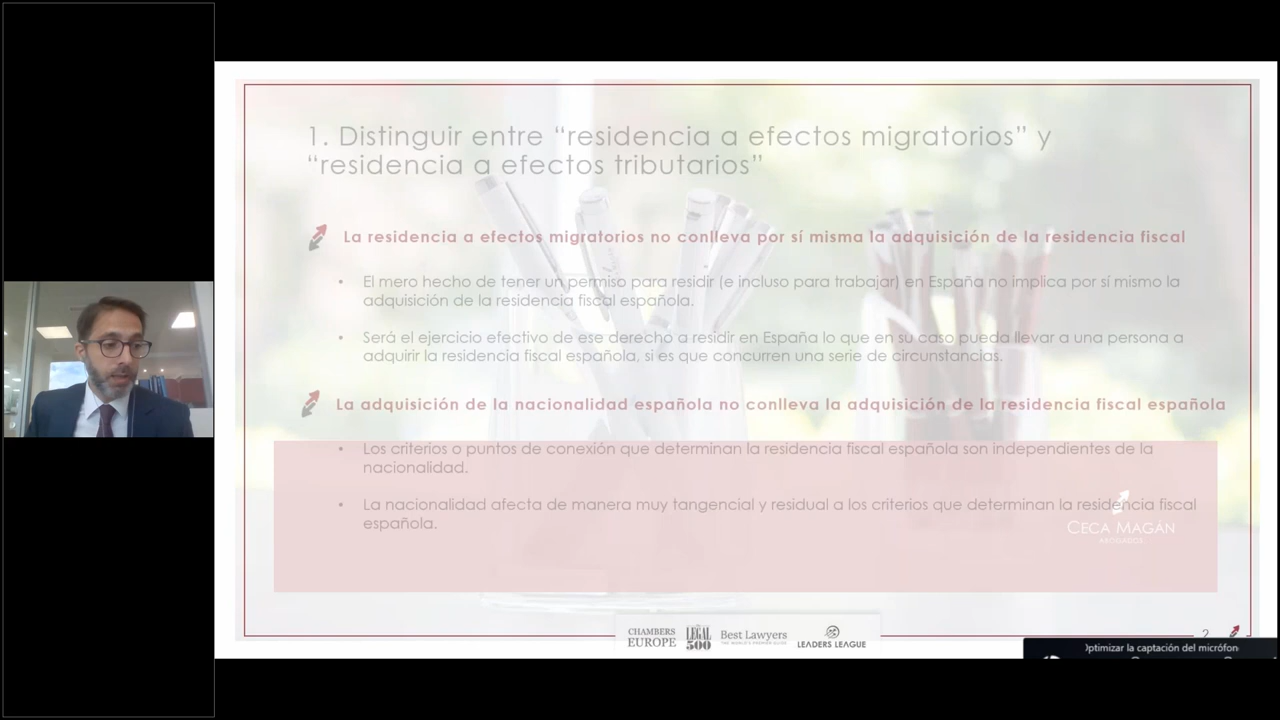 1. Distinguir entre “residencia a efectos migratorios” y
“residencia a efectos tributarios”
La residencia a efectos migratorios no conlleva por sí misma la adquisición de la residencia fiscal
• El mero hecho de tener un permiso para residir (e incluso para trabajar) en España no implica por sí mismo la
adquisición de la residencia fiscal española.
• Será el ejercicio efectivo de ese derecho a residir en España lo que en su caso pueda llevar a una persona a
adquirir la residencia fiscal española, si es que concurren una serie de circunstancias.
La adquisición de la nacionalidad española no conlleva la adquisición de la residencia fiscal española
• Los criterios o puntos de conexión que determinan la residencia fiscal española son independientes de la
nacionalidad.
• La nacionalidad afecta de manera muy tangencial y residual a los criterios que determinan la residencia fiscal
española.
CECA MAGÁN
ABOGADOS
CHAMBERS
EUROPE
LEGAL
500
Best Lawyers
THE WORLD'S PREMIER GUIDE
LEADERS LEAGUE
2
Optimizar la captación del micrófon